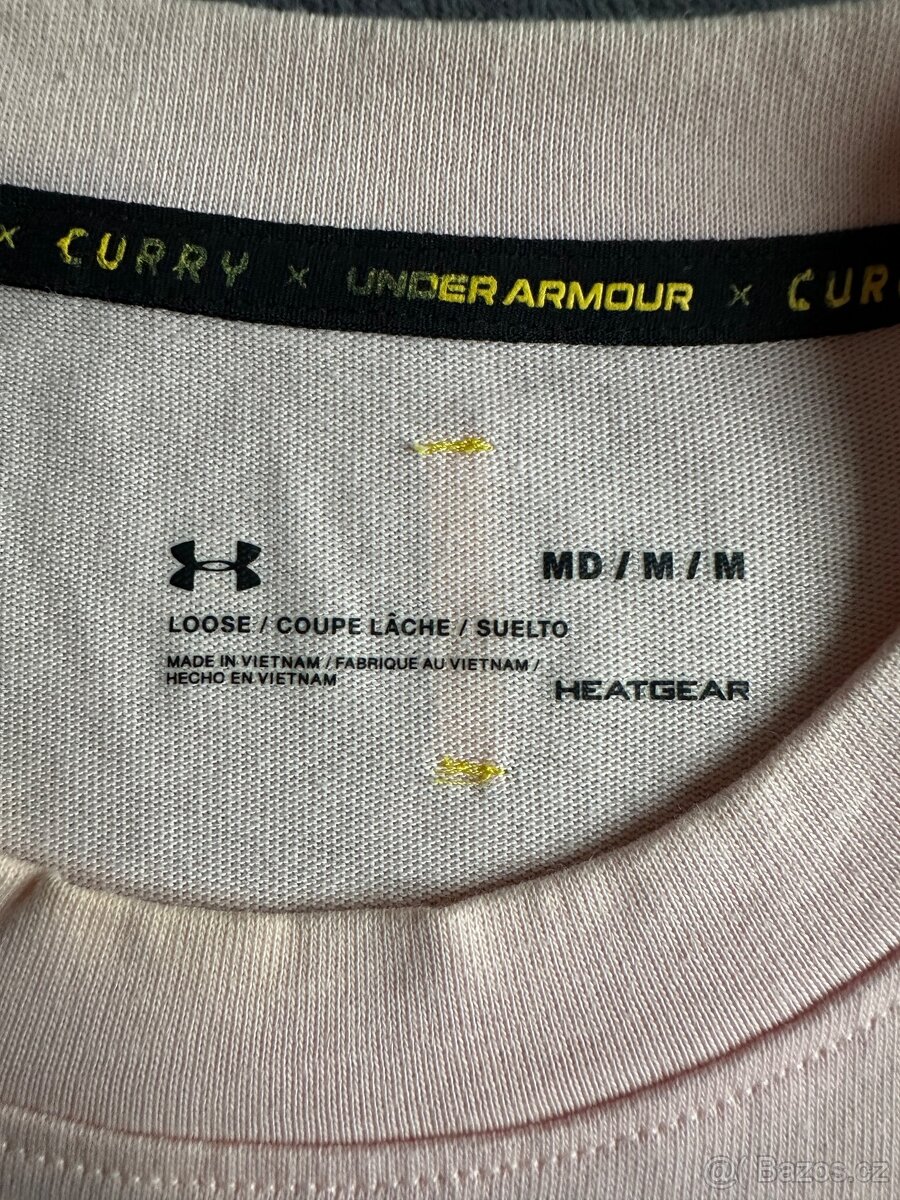 × CURRY × UNDER ARMOUR × CUR
MD / M / M
LOOSE / COUPE LÂCHE / SUELTO
MADE IN VIETNAM / FABRIQUE AU VIETNAM /
HECHO EN VIETNAM
HEATGEAR
@ Bazos.cz